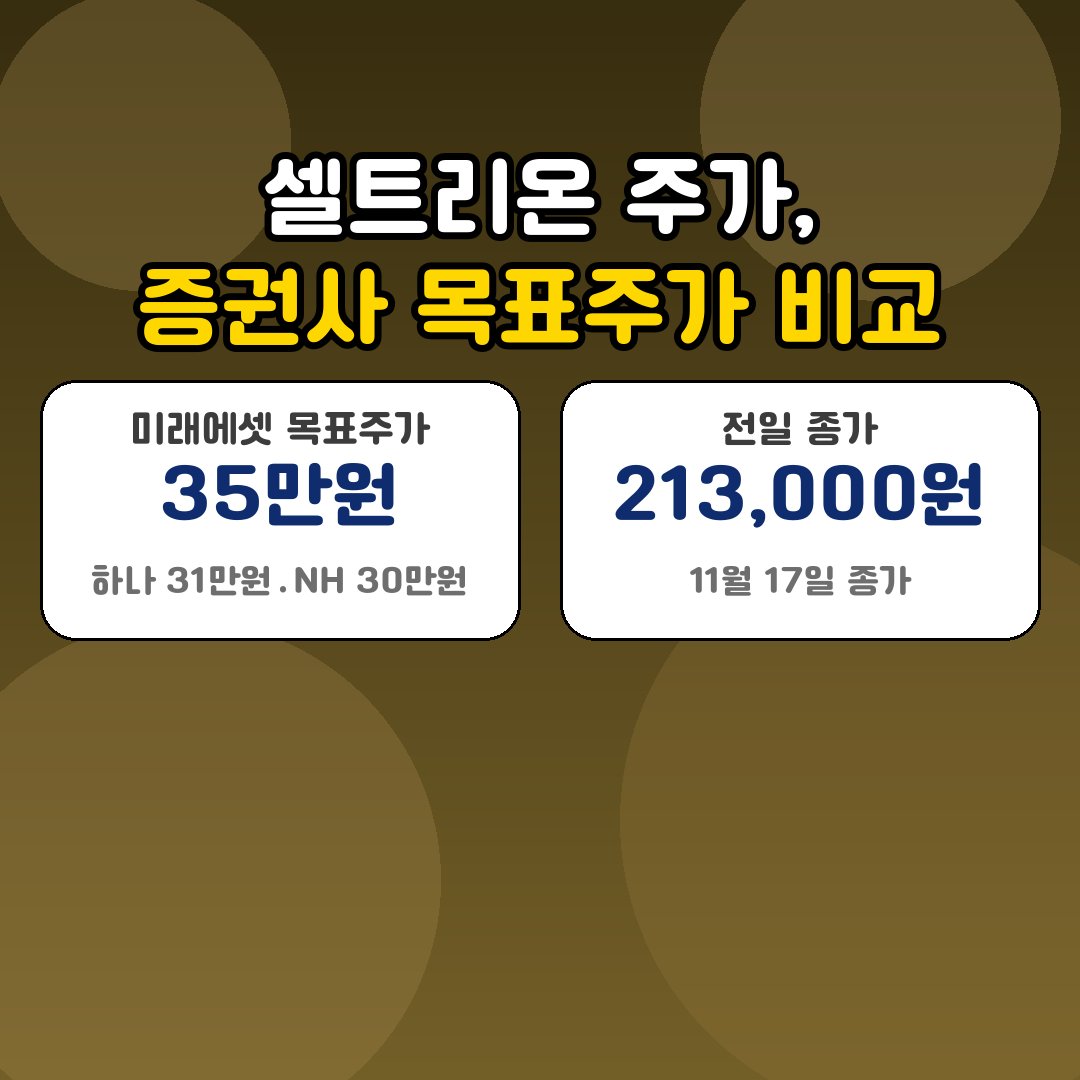 셀트리온 주가,
증권사 목표주가 비교
미래에셋 목표주가
35만원
하나 31만원.NH 30만원
전일 종가
213,000원
11월 17일 종가